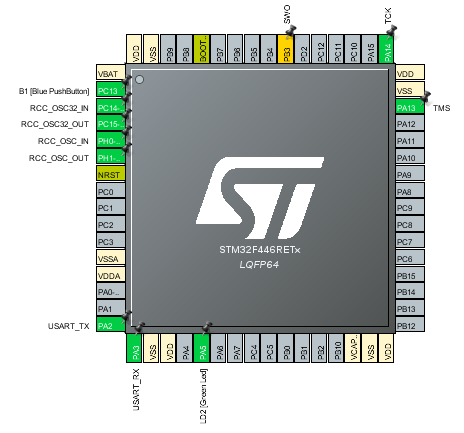 SWO
TCK
VDD
VSS
PB9
PB8
BOOT..
PB7
PB6
PB5
PB4
PB3
PD2
PC12
PC11
PC10
PA15
PA14
VBAT
B1 [Blue PushButton]
PC13
RCC_OSC32_IN
PC14-..
RCC_OSC32_OUT
PC15-..
RCC_OSC_IN
PH0-..
RCC_OSC_OUT
PH1-..
NRST
PC0
PC1
PC2
PC3
VSSA
VDDA
PA0-..
PA1
USART_TX
PA2
STM32F446RETx
LQFP64
VDD
VSS
PA13
TMS
PA12
PA11
PA10
PA9
PA8
PC9
PC8
PC7
PC6
PB15
PB14
PB13
PB12
PA3
VSS
VDD
PA4
PA5
PA6
PA7
PC4
PC5
PB0
PB1
PB2
PB10
VCAP..
VSS
VDD
USART_RX
LD2 [Green Led]